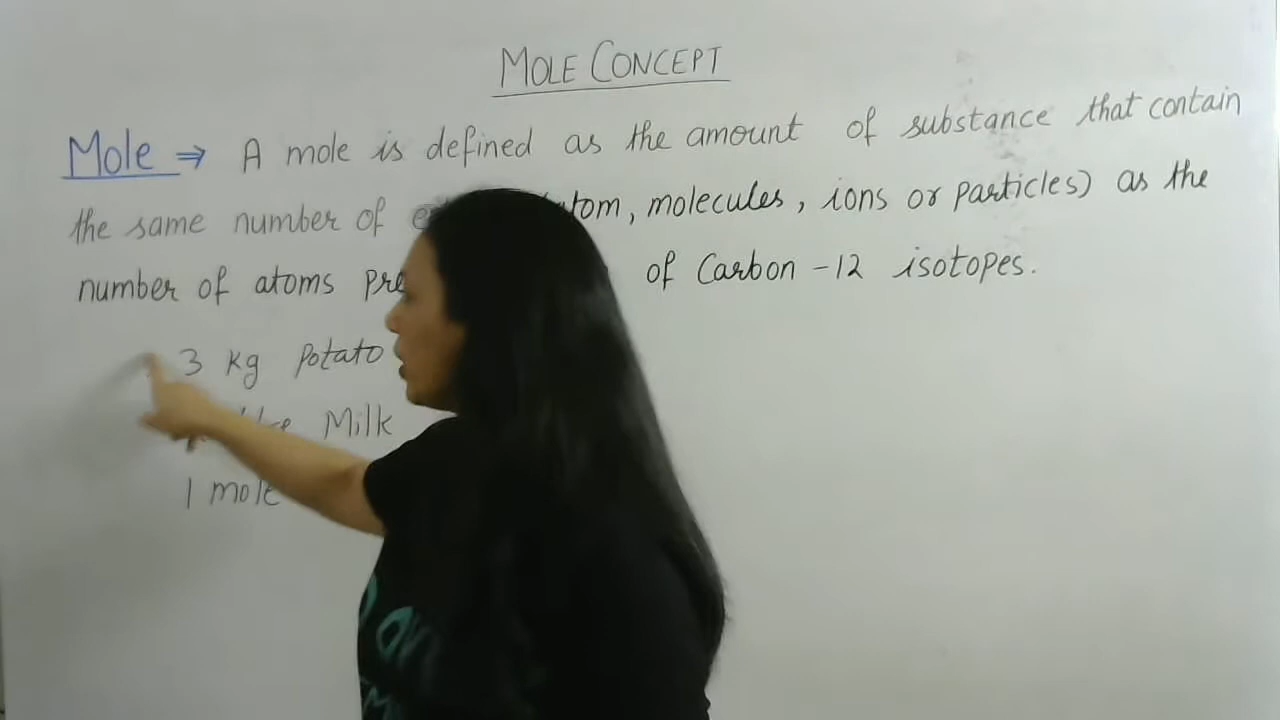 MOLE CONCEPT
Mole ⇒ A mole is defined as the amount of substance that contain
the same number of tom, molecules, ions or particles) as the
number of atoms pre of Carbon -12 isotopes.
3 Kg Potato
Milk
1 mole